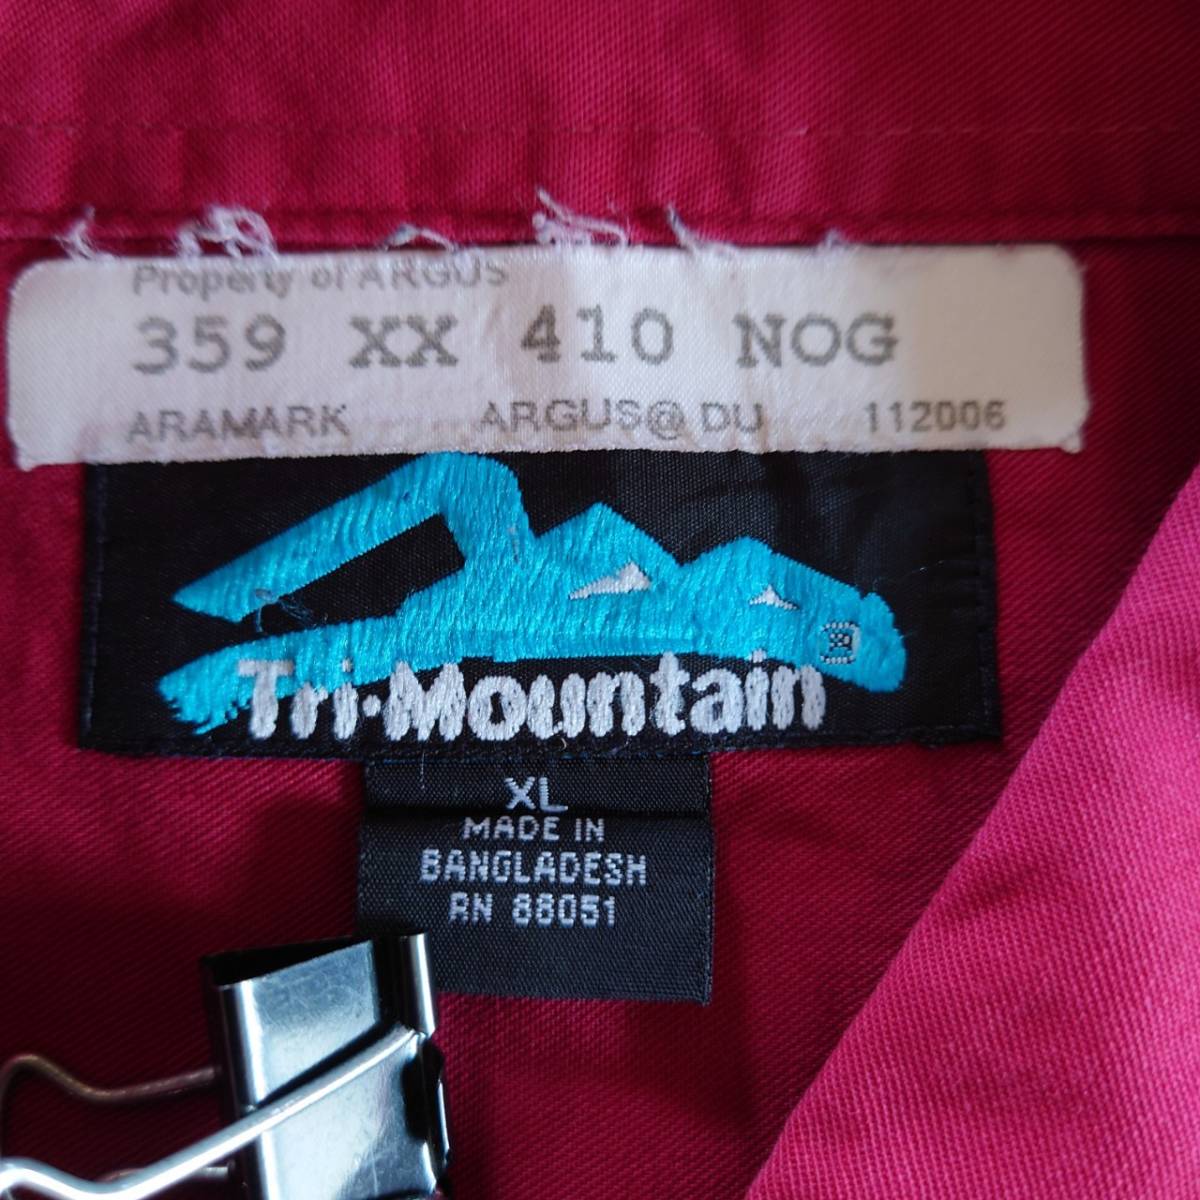 Property of ARGUS
359 XX 410 NOG
ARAMARK ARGUS@DU 112006
Tri-Mountain
XL
MADE IN
BANGLADESH
RN 88051